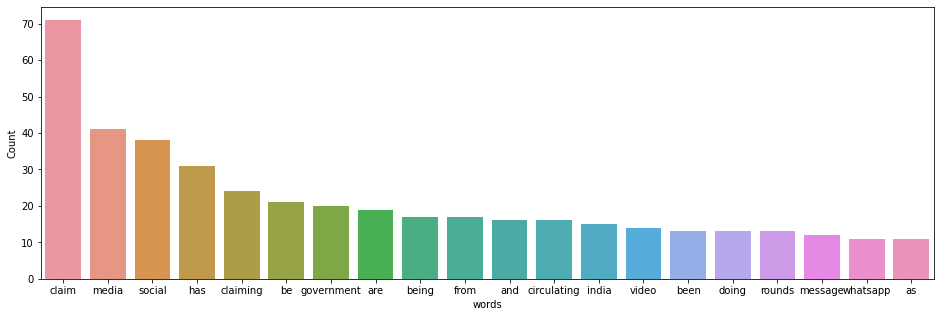 70
60
50
40
30
20
10
0
Count
claim media social has claiming be government are being from and circulating india video been doing rounds message whatsapp as
words